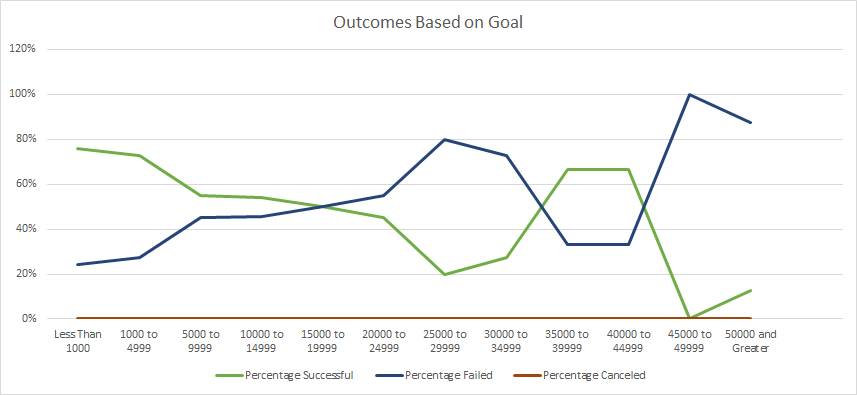 Outcomes Based on Goal
120%
100%
80%
60%
40%
20%
0%
Less Than
1000
1000 to
4999
5000 to
9999
10000 to
14999
15000 to
19999
20000 to
24999
25000 to
29999
30000 to
34999
35000 to
39999
40000 to
44999
45000 to
49999
50000 and
Greater
Percentage Successful
Percentage Failed
Percentage Canceled